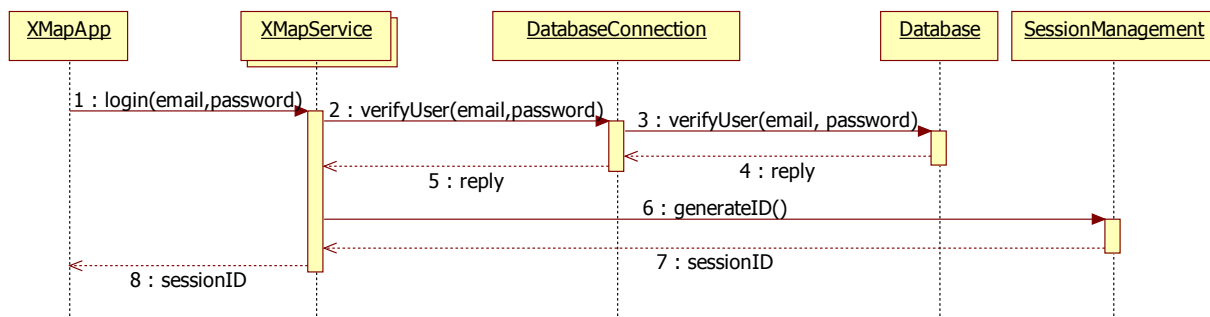 XMapApp
XMapService
DatabaseConnection
Database
SessionManagement
1 : login(email,password)
2 : verifyUser(email,password)
3 : verifyUser(email, password)
4 : reply
5 : reply
6 : generateID()
7 : sessionID
8 : sessionID